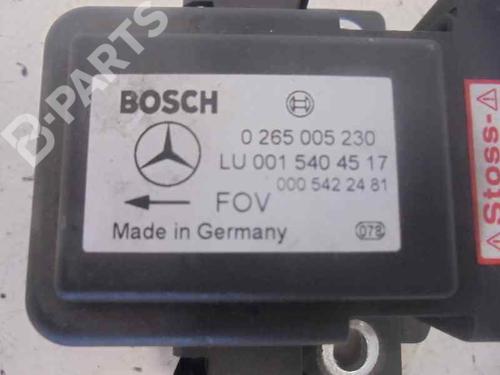 BOSCH
0 265 005 230
LU 001 540 45 17
000 542 24 81
FOV
Made in Germany
078
Stoss-
B-PARTS